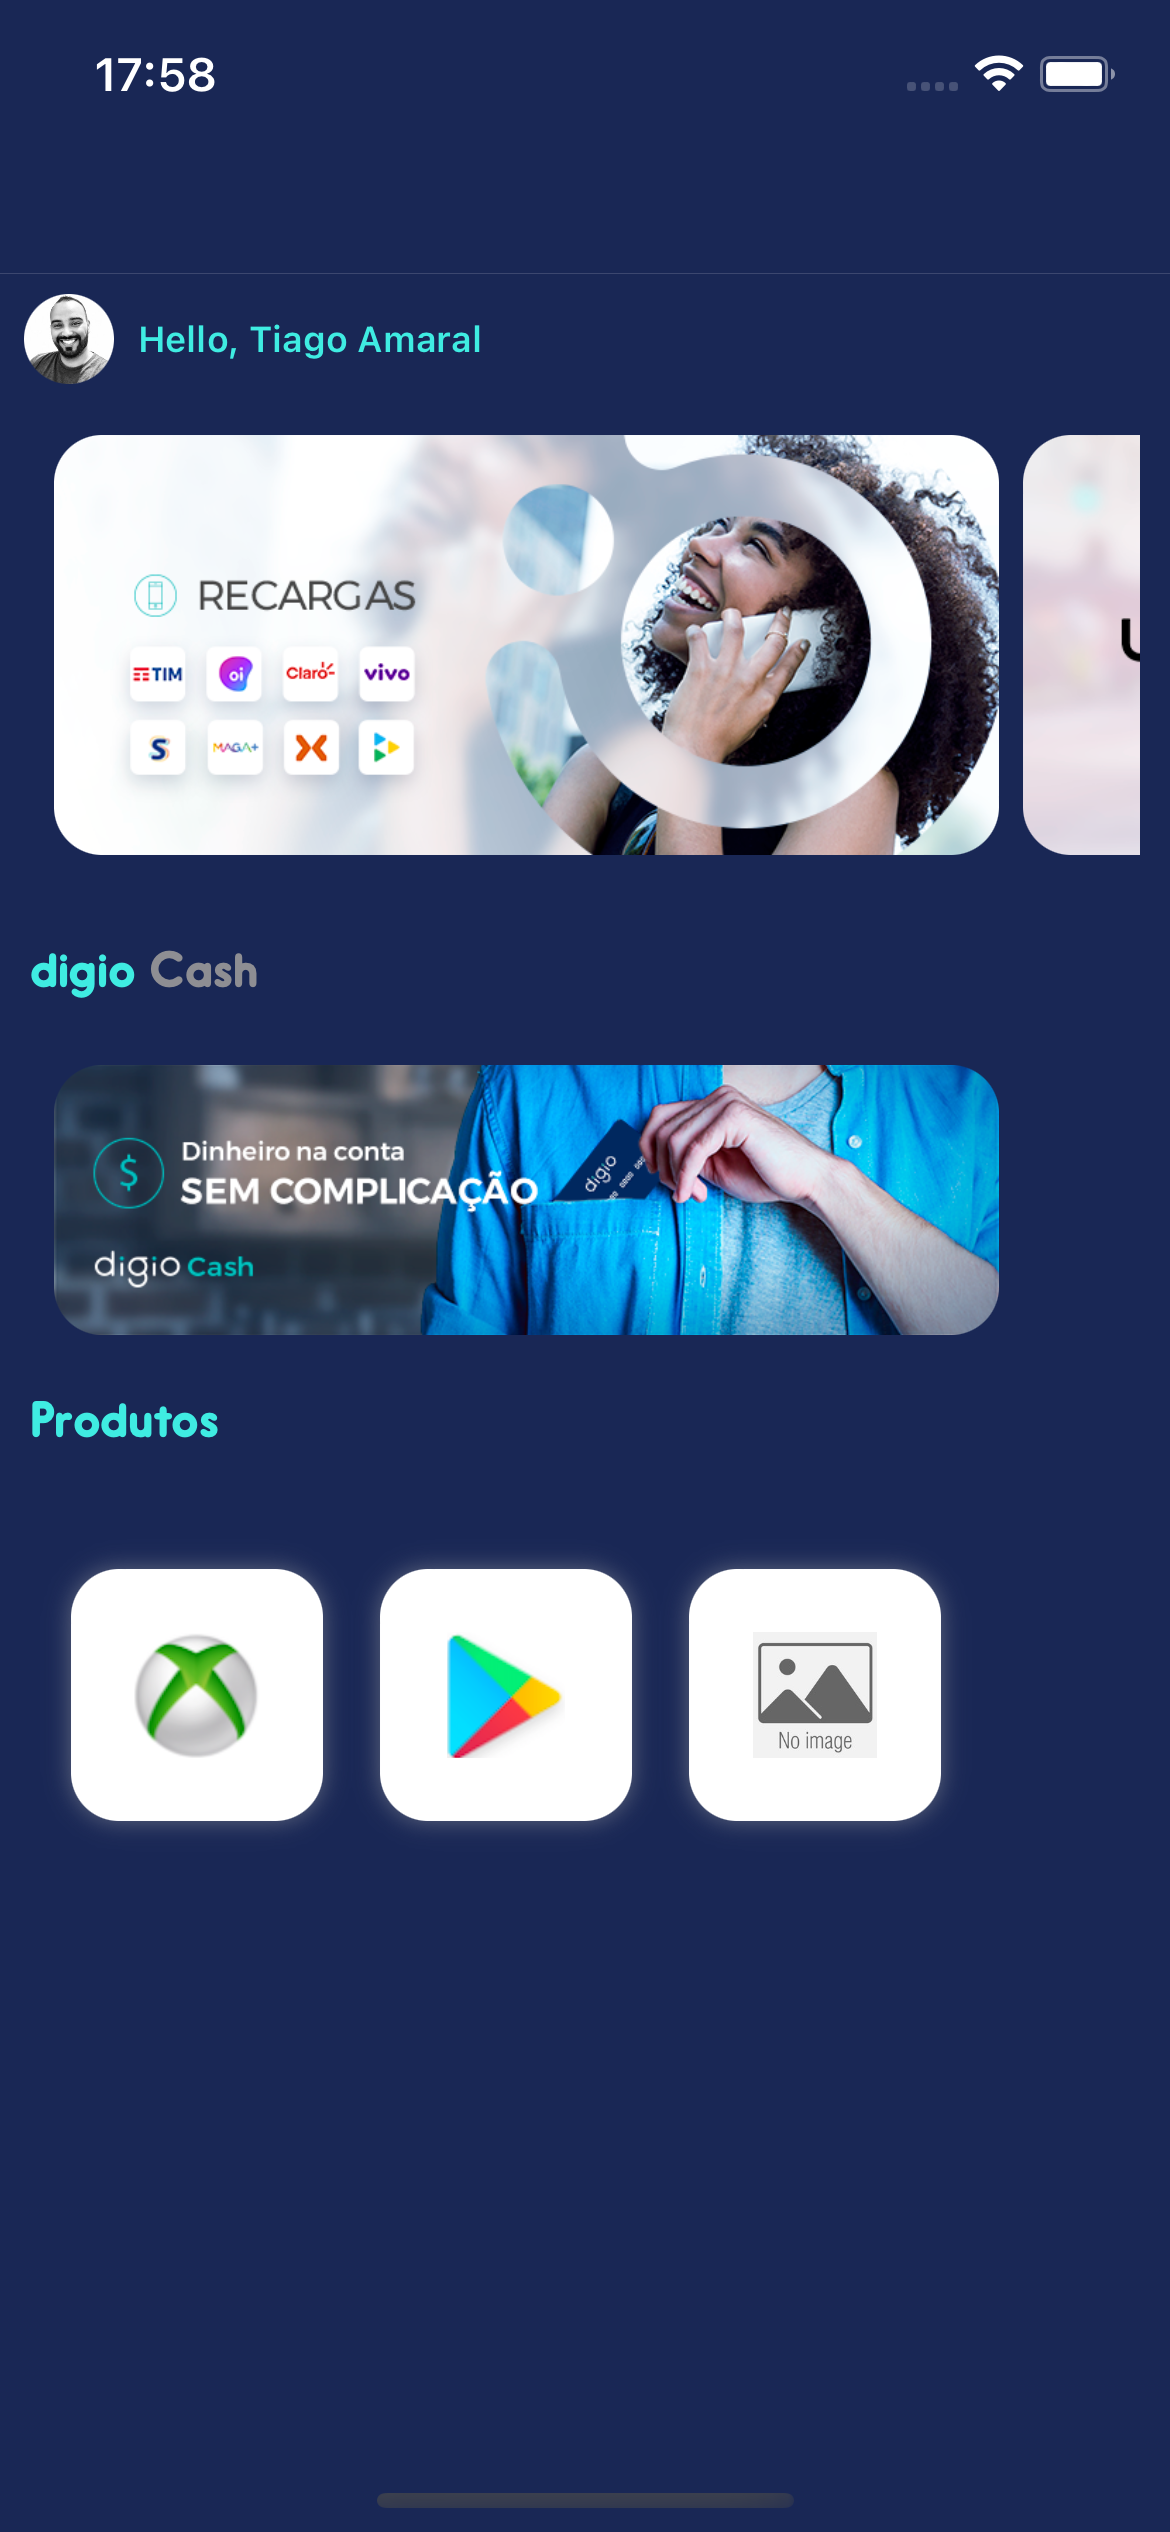 17:58
Hello, Tiago Amaral
RECARGAS
TIM
oi
Claro
vivo
S
MAGA+
digio Cash
Dinheiro na conta
SEM COMPLICAÇÃO
digio
digio Cash
Produtos
No image